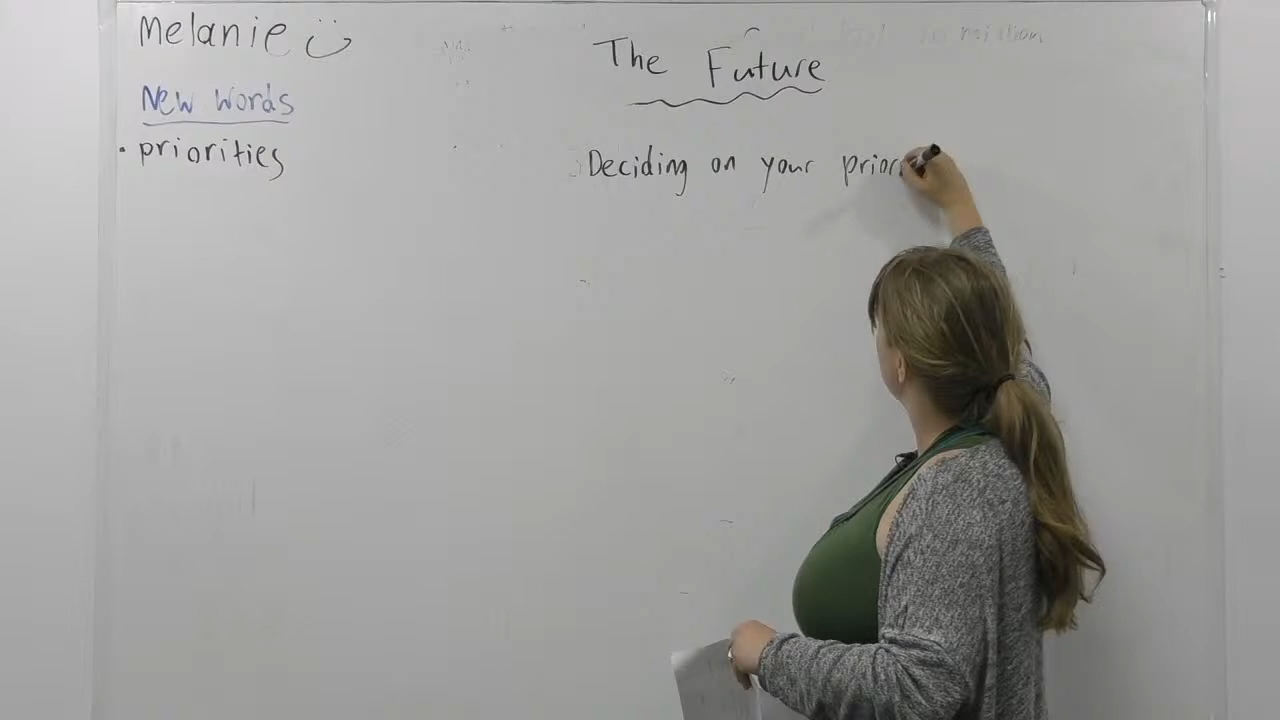 Melanie
The Future
New Words
• priorities
Deciding on your prior